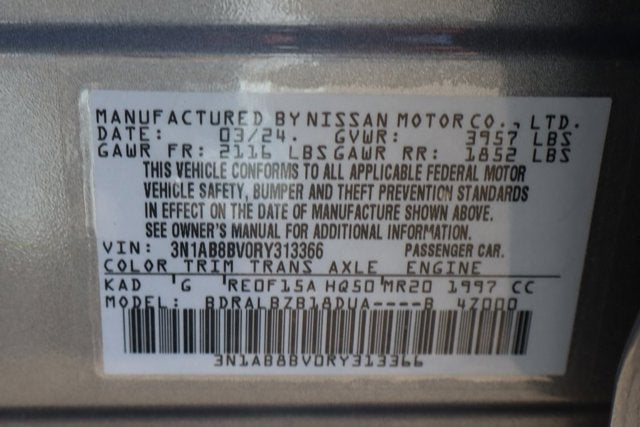 MANUFACTURED BY NISSAN MOTOR CO., LTD.
DATE: 03/24. GVWR: 3957 LBS
GAWR FR: 2116 LBS GAWR RR: 1852 LBS
THIS VEHICLE CONFORMS TO ALL APPLICABLE FEDERAL MOTOR
VEHICLE SAFETY, BUMPER AND THEFT PREVENTION STANDARDS
IN EFFECT ON THE DATE OF MANUFACTURE SHOWN ABOVE.
SEE OWNER'S MANUAL FOR ADDITIONAL INFORMATION.
VIN: 3N1AB8BV0RY313366 PASSENGER CAR.
COLOR TRIM TRANS AXLE ENGINE
KAD G RE0F15A HQ50 MR20 1997 CC
MODEL: BDRALBZB18DUA----B 4Z000
3N1AB8BV0RY313366